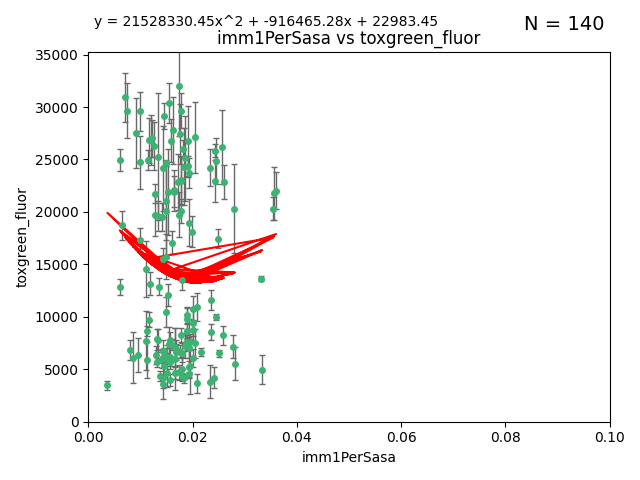 y = 21528330.45x^2 + -916465.28x + 22983.45
N = 140
imm1PerSasa vs toxgreen_fluor
toxgreen_fluor
35000
30000
25000
20000
15000
10000
5000
0
0.00 0.02 0.04 0.06 0.08 0.10
imm1PerSasa